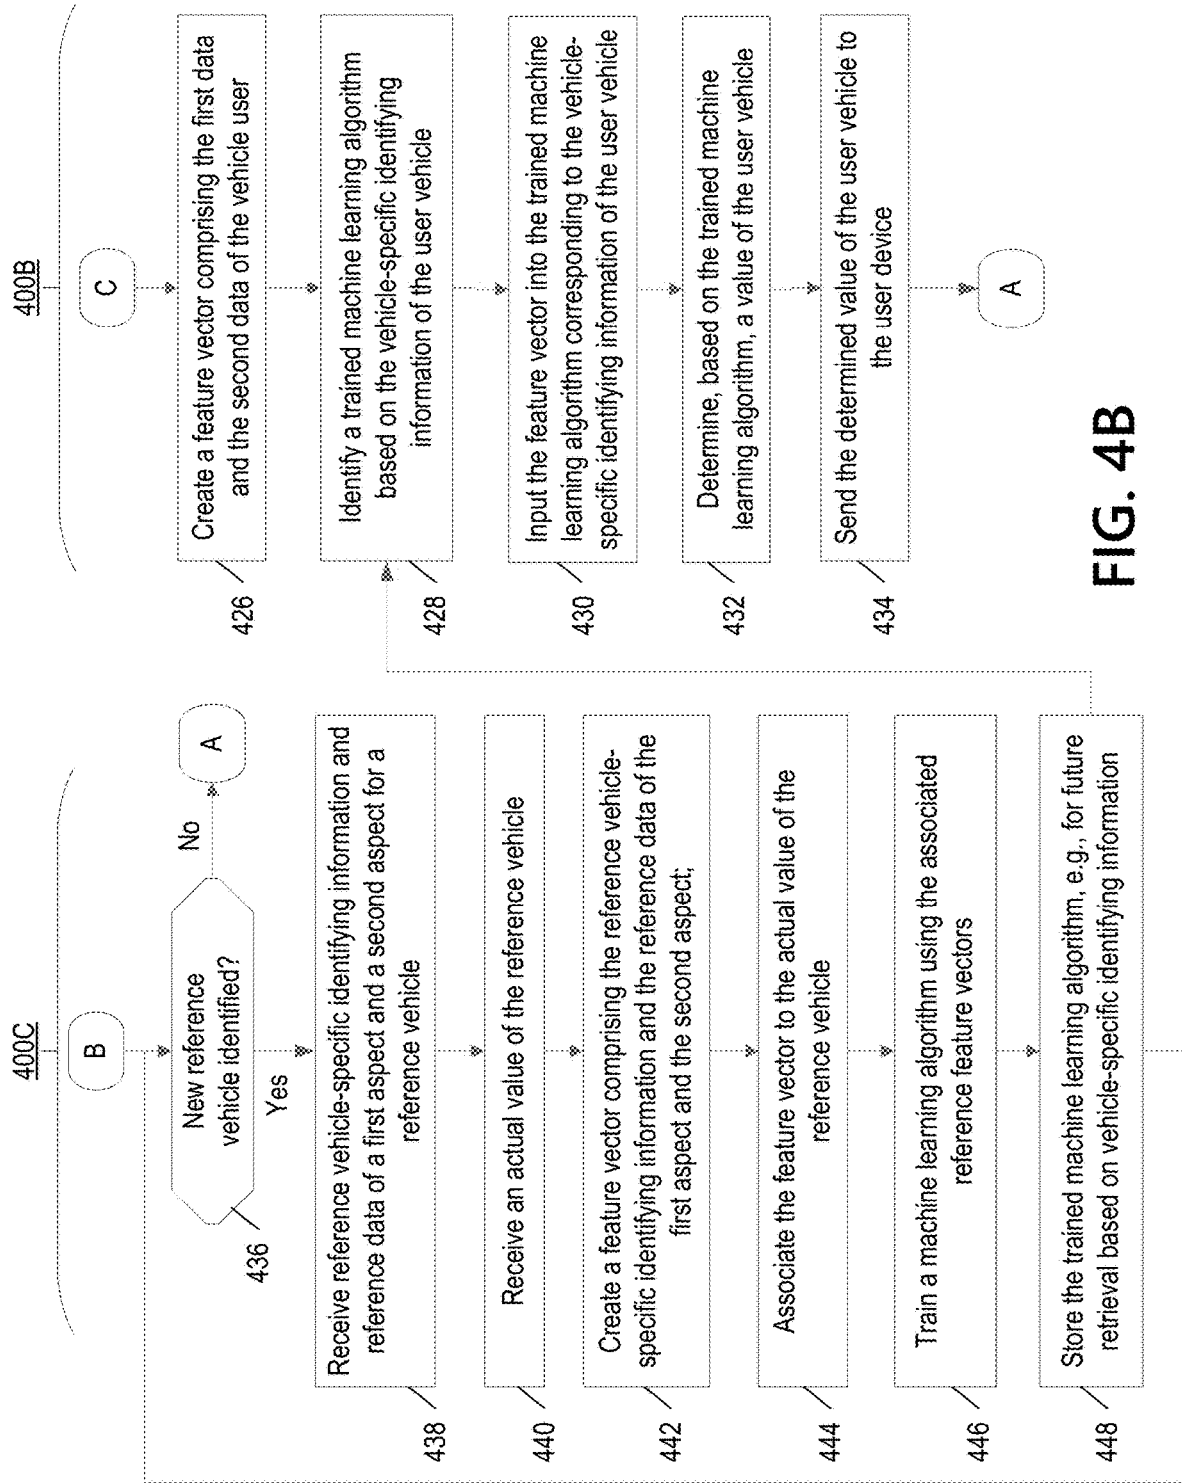 400C
B
New reference
vehicle identified?
436
No
A
Yes
Receive reference vehicle-specific identifying information and
reference data of a first aspect and a second aspect for a
reference vehicle
438
Receive an actual value of the reference vehicle
440
Create a feature vector comprising the reference vehicle-
specific identifying information and the reference data of the
first aspect and the second aspect;
442
Associate the feature vector to the actual value of the
reference vehicle
444
Train a machine learning algorithm using the associated
reference feature vectors
446
Store the trained machine learning algorithm, e.g., for future
retrieval based on vehicle-specific identifying information
448
400B
C
Create a feature vector comprising the first data
and the second data of the vehicle user
426
Identify a trained machine learning algorithm
based on the vehicle-specific identifying
information of the user vehicle
428
Input the feature vector into the trained machine
learning algorithm corresponding to the vehicle-
specific identifying information of the user vehicle
430
Determine, based on the trained machine
learning algorithm, a value of the user vehicle
432
Send the determined value of the user vehicle to
the user device
434
A
FIG. 4B